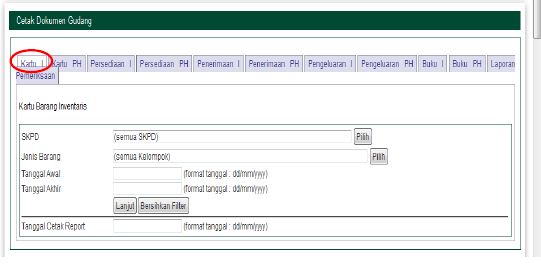 Cetak Dokumen Gudang
Kartu I Kartu PH Persediaan I Persediaan PH Penerimaan I Penerimaan PH Pengeluaran I Pengeluaran PH Buku I Buku PH Laporan
Pemeriksaan
Kartu Barang Inventaris
SKPD (semua SKPD) Pilih
Jenis Barang (semua Kelompok) Pilih
Tanggal Awal (format tanggal : dd/mm/yyyy)
Tanggal Akhir (format tanggal : dd/mm/yyyy)
Lanjut Bersihkan Filter
Tanggal Cetak Report (format tanggal : dd/mm/yyyy)